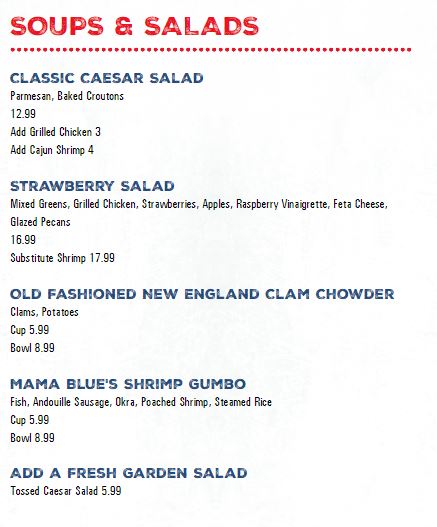 SOUPS & SALADS
CLASSIC CAESAR SALAD
Parmesan, Baked Croutons
12.99
Add Grilled Chicken 3
Add Cajun Shrimp 4
STRAWBERRY SALAD
Mixed Greens, Grilled Chicken, Strawberries, Apples, Raspberry Vinaigrette, Feta Cheese,
Glazed Pecans
16.99
Substitute Shrimp 17.99
OLD FASHIONED NEW ENGLAND CLAM CHOWDER
Clams, Potatoes
Cup 5.99
Bowl 8.99
MAMA BLUE'S SHRIMP GUMBO
Fish, Andouille Sausage, Okra, Poached Shrimp, Steamed Rice
Cup 5.99
Bowl 8.99
ADD A FRESH GARDEN SALAD
Tossed Caesar Salad 5.99